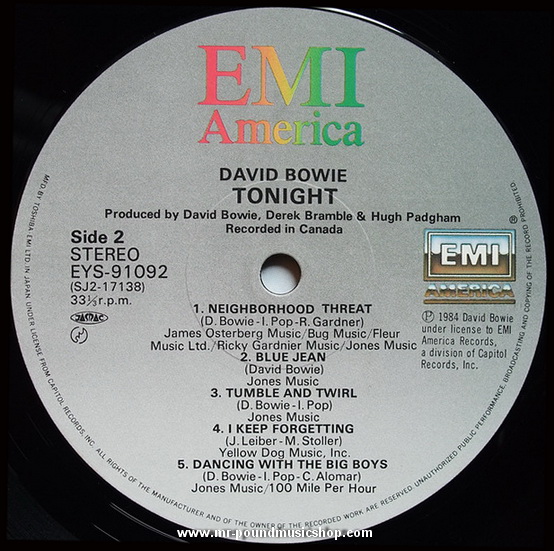 EMI
America
DAVID BOWIE
TONIGHT
Produced by David Bowie, Derek Bramble & Hugh Padgham
Recorded in Canada
Side 2
STEREO
EYS-91092
(SJ2-17138)
33⅓ r.p.m.
JASRAC
Ⓡ
EMI
AMERICA
Ⓟ 1984 David Bowie
under license to EMI
America Records,
a division of Capitol
Records, Inc.
1. NEIGHBORHOOD THREAT
(D. Bowie-I. Pop-R. Gardner)
James Osterberg Music/Bug Music/Fleur
Music Ltd./Ricky Gardnier Music/Jones Music
2. BLUE JEAN
(David Bowie)
Jones Music
3. TUMBLE AND TWIRL
(D. Bowie-I. Pop)
Jones Music
4. I KEEP FORGETTING
(J. Leiber-M. Stoller)
Yellow Dog Music, Inc.
5. DANCING WITH THE BIG BOYS
(D. Bowie-I. Pop-C. Alomar)
Jones Music/100 Mile Per Hour
MFD BY TOSHIBA-EMI LTD. IN JAPAN UNDER LICENSE FROM CAPITOL RECORDS, INC. ALL RIGHTS OF THE MANUFACTURER AND OF THE OWNER OF THE RECORDED WORK ARE RESERVED. UNAUTHORIZED PUBLIC PERFORMANCE, BROADCASTING AND COPYING OF THE RECORD PROHIBITED
www.mr-poundmusicshop.com